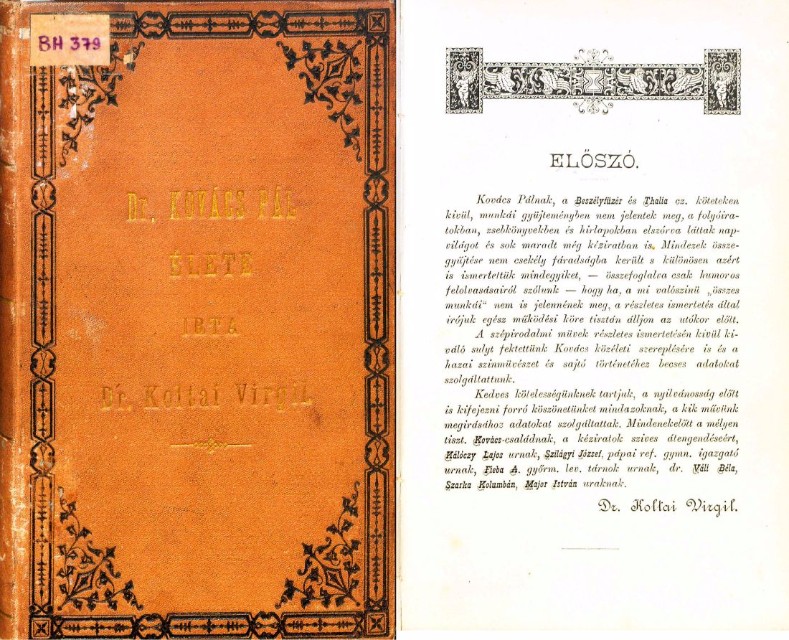 BH 379
Dr. KOVÁCS PÁL
ÉLETE
IRTA
Dr. Koltai Virgil
ELŐSZÓ.
Kovács Pálnak, a Beszélyfüzér és Thalia cz. köteteken
kivül, munkái gyüjteményben nem jelentek meg, a folyóira-
tokban, zsebkönyvekben és hirlapokban elszórva láttak nap-
világot és sok maradt még kéziratban is. Mindezek össze-
gyüjtése nem csekély fáradságba került s különösen azért
is ismertettük mindegyiket, — összefoglalva csak humoros
felolvasásairól szólunk — hogy ha, a mi valószinü „összes
munkái“ nem is jelennének meg, a részletes ismertetés által
irójuk egész működési köre tisztán álljon az utókor előtt.
A szépirodalmi művek részletes ismertetésén kivül ki-
váló sulyt fektettünk Kovács közéleti szereplésére is és a
hazai szinművészet és sajtó történetéhez becses adatokat
szolgáltattunk.
Kedves kötelességünknek tartjuk, a nyilvánosság előtt
is kifejezni forró köszönetünket mindazoknak, a kik művünk
megirásához adatokat szolgáltattak. Mindenekelőtt a mélyen
tiszt. Kovács-családnak, a kéziratok szives átengendéseért,
Kálóczy Lajos urnak, Szilágyi József, pápai ref. gymn. igazgató
urnak, Fleba A. győrm. lev. tárnok urnak, dr. Váli Béla,
Szarka Kolumbán, Major István uraknak.
Dr. Koltai Virgil.